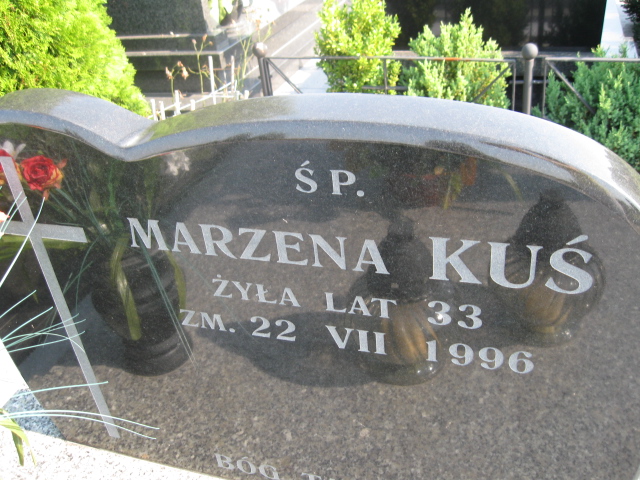 ŚP.
MARZENA KUŚ
ŻYŁA LAT 33
ZM. 22 VII 1996
BÓG